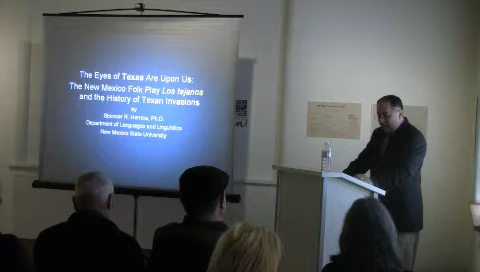 The Eyes of Texas Are Upon Us:
The New Mexico Folk Play Los tejanos
and the History of Texan Invasions
by
Spencer R. Herrera, Ph.D.
Department of Languages and Linguistics
New Mexico State University